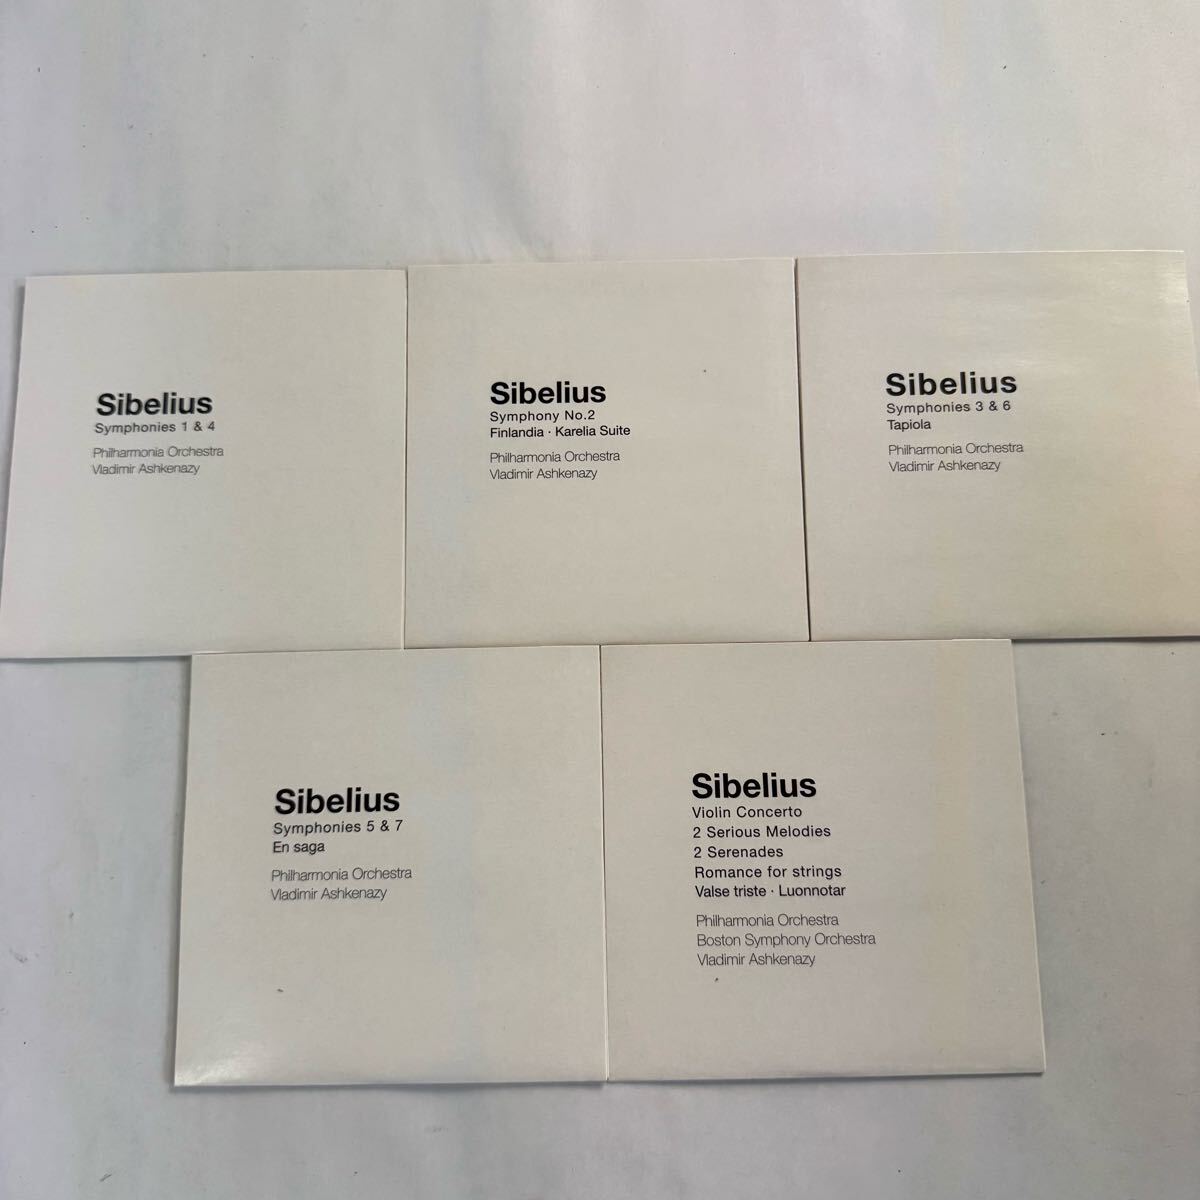 Sibelius
Symphonies 1 & 4
Philharmonia Orchestra
Vladimir Ashkenazy
Sibelius
Symphony No.2
Finlandia · Karelia Suite
Philharmonia Orchestra
Vladimir Ashkenazy
Sibelius
Symphonies 3 & 6
Tapiola
Philharmonia Orchestra
Vladimir Ashkenazy
Sibelius
Symphonies 5 & 7
En saga
Philharmonia Orchestra
Vladimir Ashkenazy
Sibelius
Violin Concerto
2 Serious Melodies
2 Serenades
Romance for strings
Valse triste · Luonnotar
Philharmonia Orchestra
Boston Symphony Orchestra
Vladimir Ashkenazy